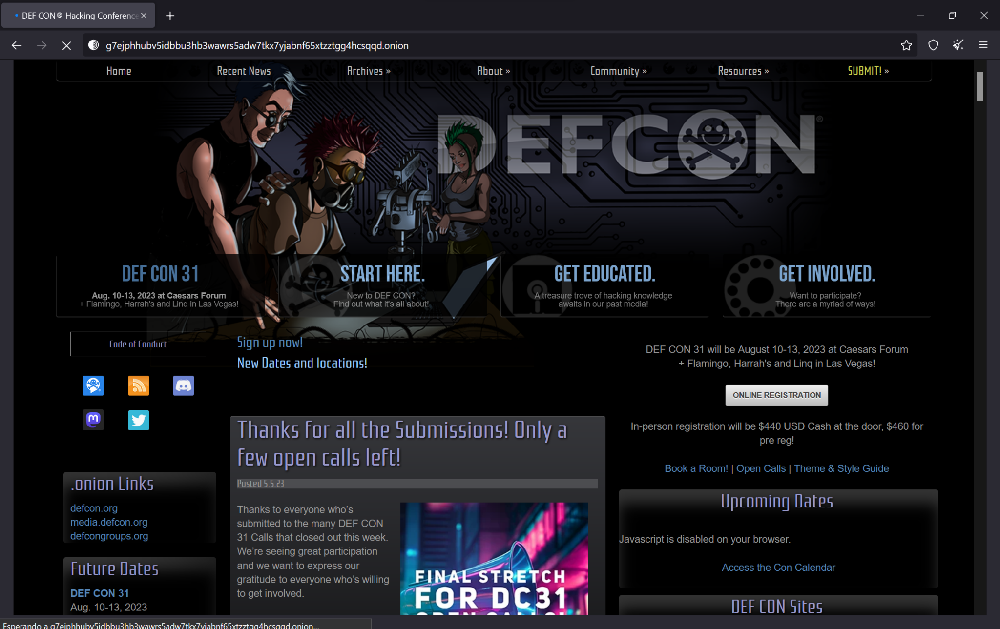 DEF CON® Hacking Conference
g7ejphhubv5idbbu3hb3wawrs5adw7tkx7yjabnf65xtzztgg4hcsqqd.onion
Home Recent News Archives » About » Community » Resources » SUBMIT! »
DEFCON®
DEF CON 31
Aug. 10-13, 2023 at Caesars Forum
+ Flamingo, Harrah's and Linq in Las Vegas!
START HERE.
New to DEF CON?
Find out what it's all about!
GET EDUCATED.
A treasure trove of hacking knowledge
awaits in our past media!
GET INVOLVED.
Want to participate?
There are a myriad of ways!
Code of Conduct
.onion Links
defcon.org
media.defcon.org
defcongroups.org
Future Dates
DEF CON 31
Aug. 10-13, 2023
Sign up now!
New Dates and locations!
Thanks for all the Submissions! Only a
few open calls left!
Posted 5.5.23
Thanks to everyone who’s
submitted to the many DEF CON
31 Calls that closed out this week.
We’re seeing great participation
and we want to express our
gratitude to everyone who’s willing
to get involved.
FINAL STRETCH
FOR DC31
OPEN CALLS!
DEF CON 31 will be August 10-13, 2023 at Caesars Forum
+ Flamingo, Harrah's and Linq in Las Vegas!
ONLINE REGISTRATION
In-person registration will be $440 USD Cash at the door, $460 for
pre reg!
Book a Room! | Open Calls | Theme & Style Guide
Upcoming Dates
Javascript is disabled on your browser.
Access the Con Calendar
DEF CON Sites
Esperando a g7ejphhubv5idbbu3hb3wawrs5adw7tkx7yjabnf65xtzztgg4hcsqqd.onion...